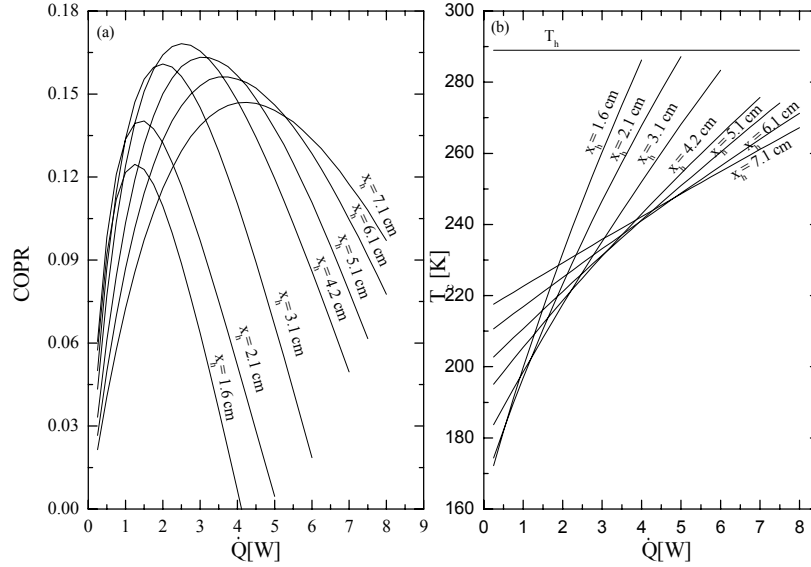 (a)
COPR
0.18
0.15
0.12
0.09
0.06
0.03
0.00
x_h = 7.1 cm
x_h = 6.1 cm
x_h = 5.1 cm
x_h = 4.2 cm
x_h = 3.1 cm
x_h = 2.1 cm
x_h = 1.6 cm
0 1 2 3 4 5 6 7 8 9
Q̇[W]
(b)
T_h
T [K]
300
280
260
240
220
200
180
160
x_h = 1.6 cm
x_h = 2.1 cm
x_h = 3.1 cm
x_h = 4.2 cm
x_h = 5.1 cm
x_h = 6.1 cm
x_h = 7.1 cm
0 1 2 3 4 5 6 7 8
Q̇[W]